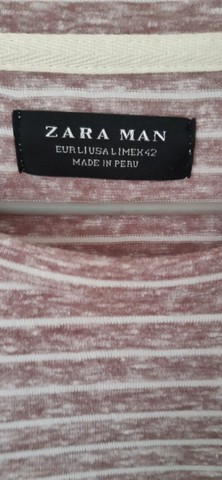 ZARA MAN
EUR L|USA L|MEX 42
MADE IN PERU